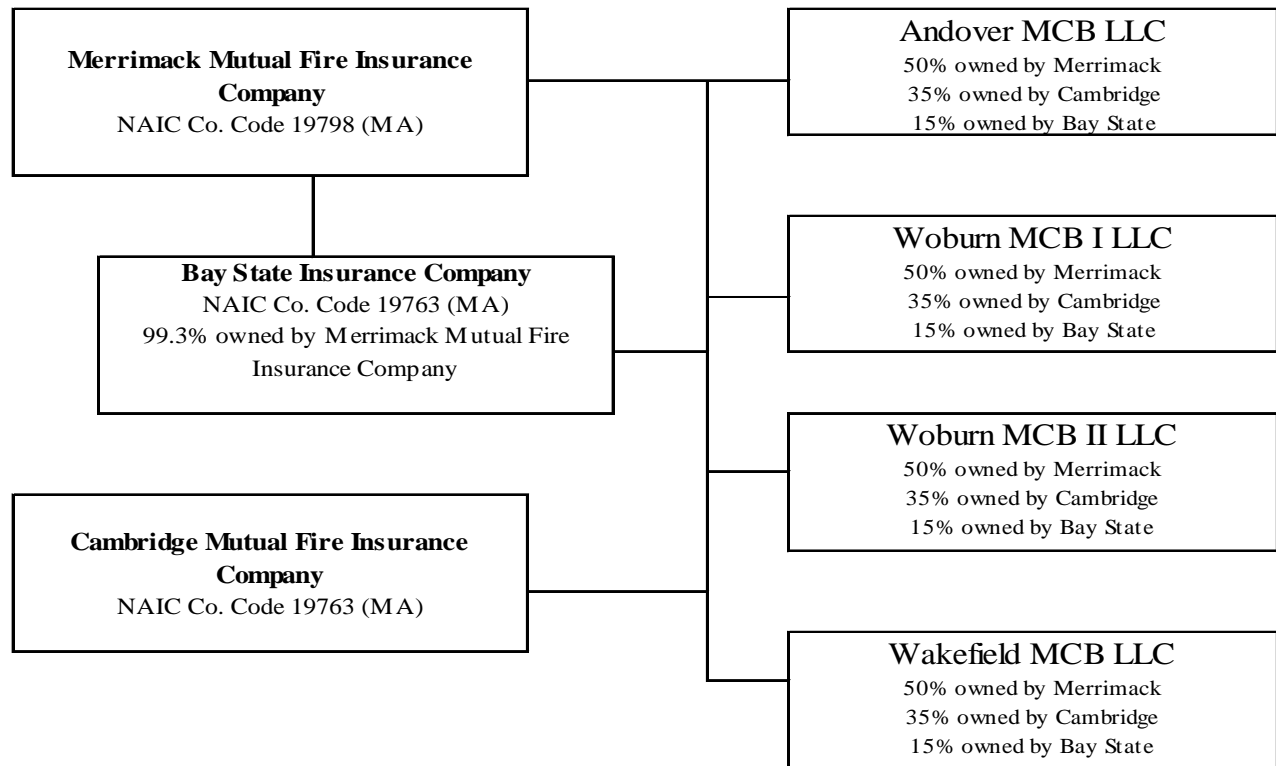 Merrimack Mutual Fire Insurance
Company
NAIC Co. Code 19798 (MA)
Bay State Insurance Company
NAIC Co. Code 19763 (MA)
99.3% owned by Merrimack Mutual Fire
Insurance Company
Cambridge Mutual Fire Insurance
Company
NAIC Co. Code 19763 (MA)
Andover MCB LLC
50% owned by Merrimack
35% owned by Cambridge
15% owned by Bay State
Woburn MCB I LLC
50% owned by Merrimack
35% owned by Cambridge
15% owned by Bay State
Woburn MCB II LLC
50% owned by Merrimack
35% owned by Cambridge
15% owned by Bay State
Wakefield MCB LLC
50% owned by Merrimack
35% owned by Cambridge
15% owned by Bay State